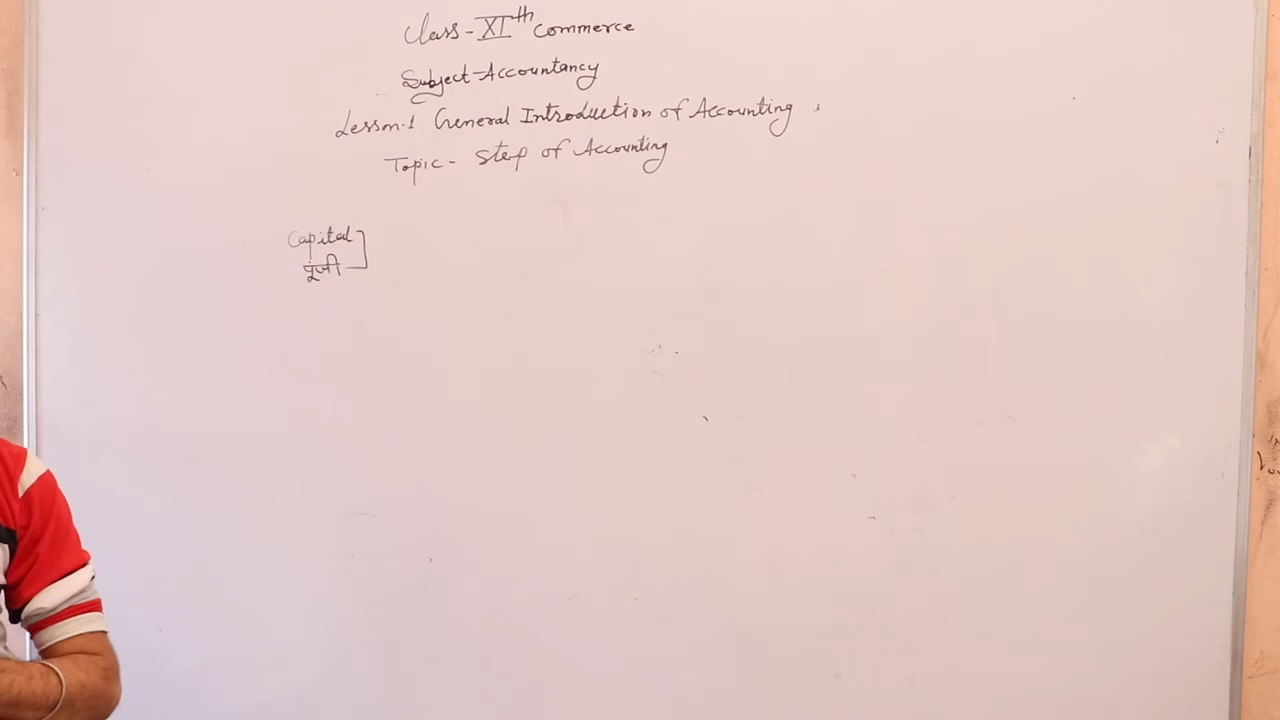 Class-XIth Commerce
Subject-Accountancy
Lesson.1 General Introduction of Accounting
Topic- Step of Accounting
Capital
पूंजी